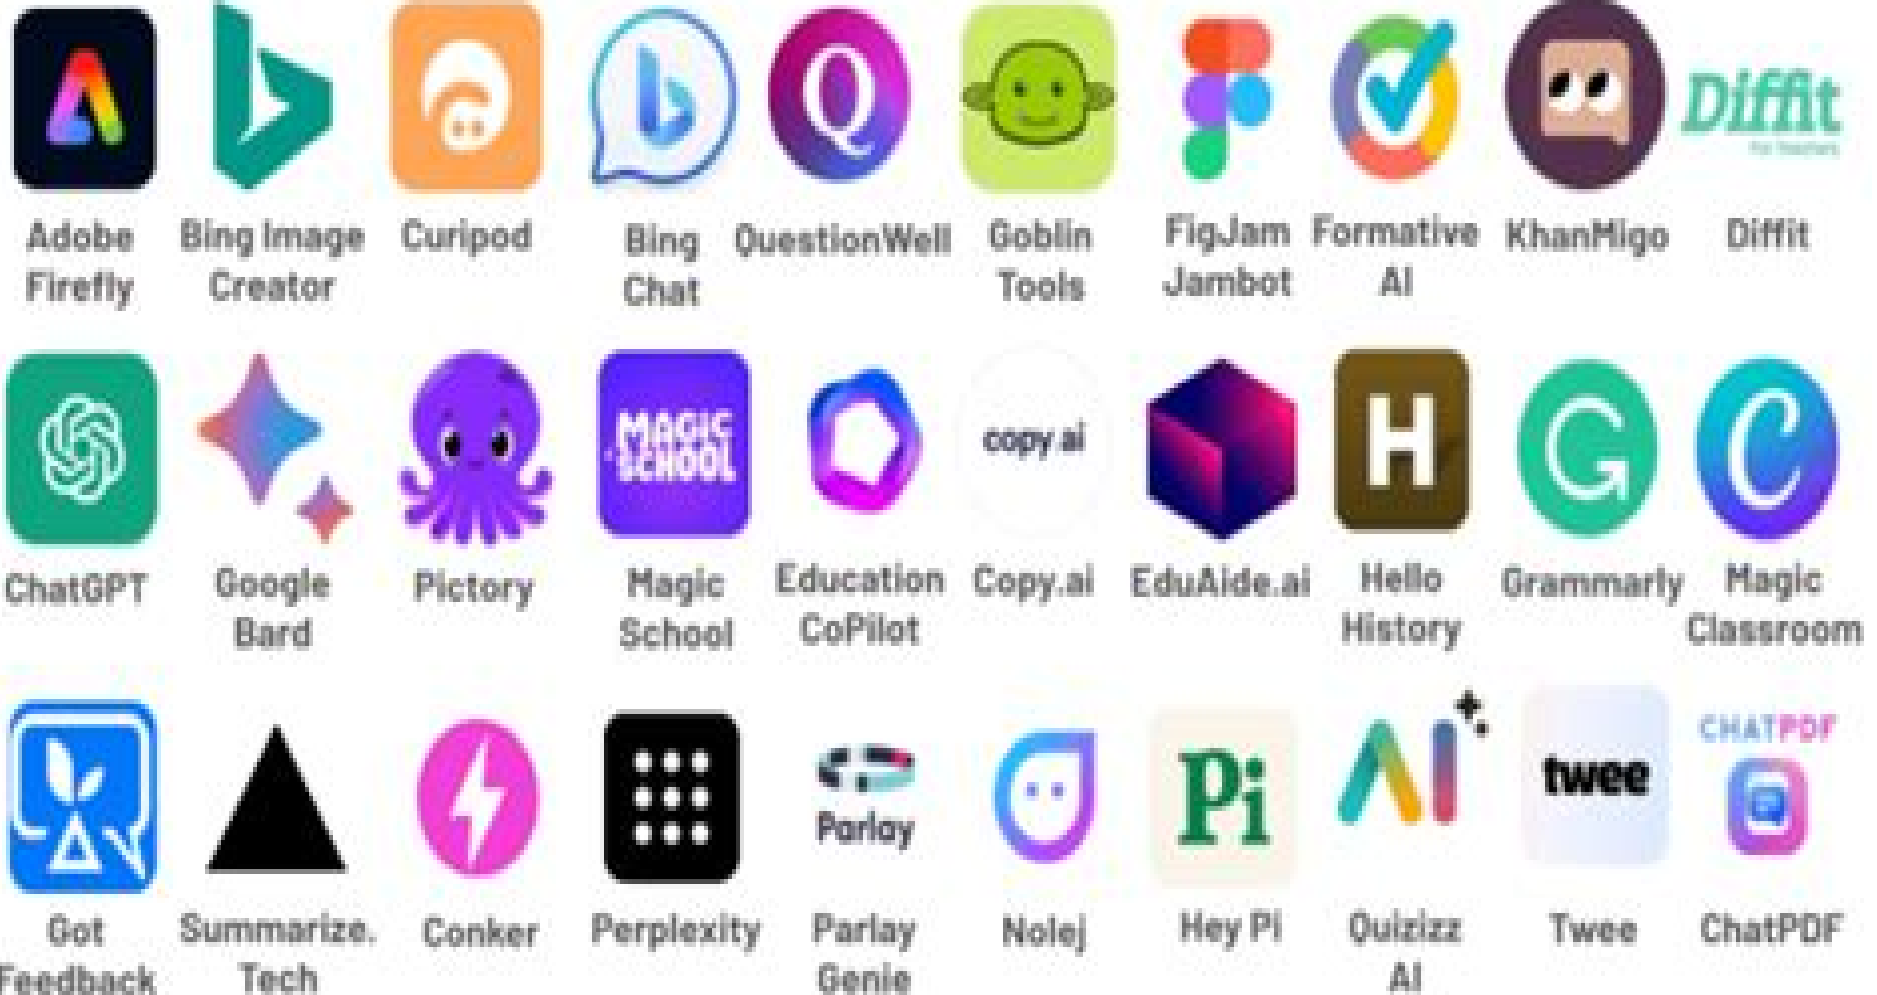 Diffit
For Teachers
Adobe Firefly
Bing Image Creator
Curipod
Bing Chat
QuestionWell
Goblin Tools
FigJam Jambot
Formative AI
KhanMigo
Diffit
MAGIC SCHOOL
copy.ai
H
G
C
ChatGPT
Google Bard
Pictory
Magic School
Education CoPilot
Copy.ai
EduAide.ai
Hello History
Grammarly
Magic Classroom
Parlay
Pi
AI
twee
CHATPDF
Got Feedback
Summarize. Tech
Conker
Perplexity
Parlay Genie
Nolej
Hey Pi
Quizizz AI
Twee
ChatPDF